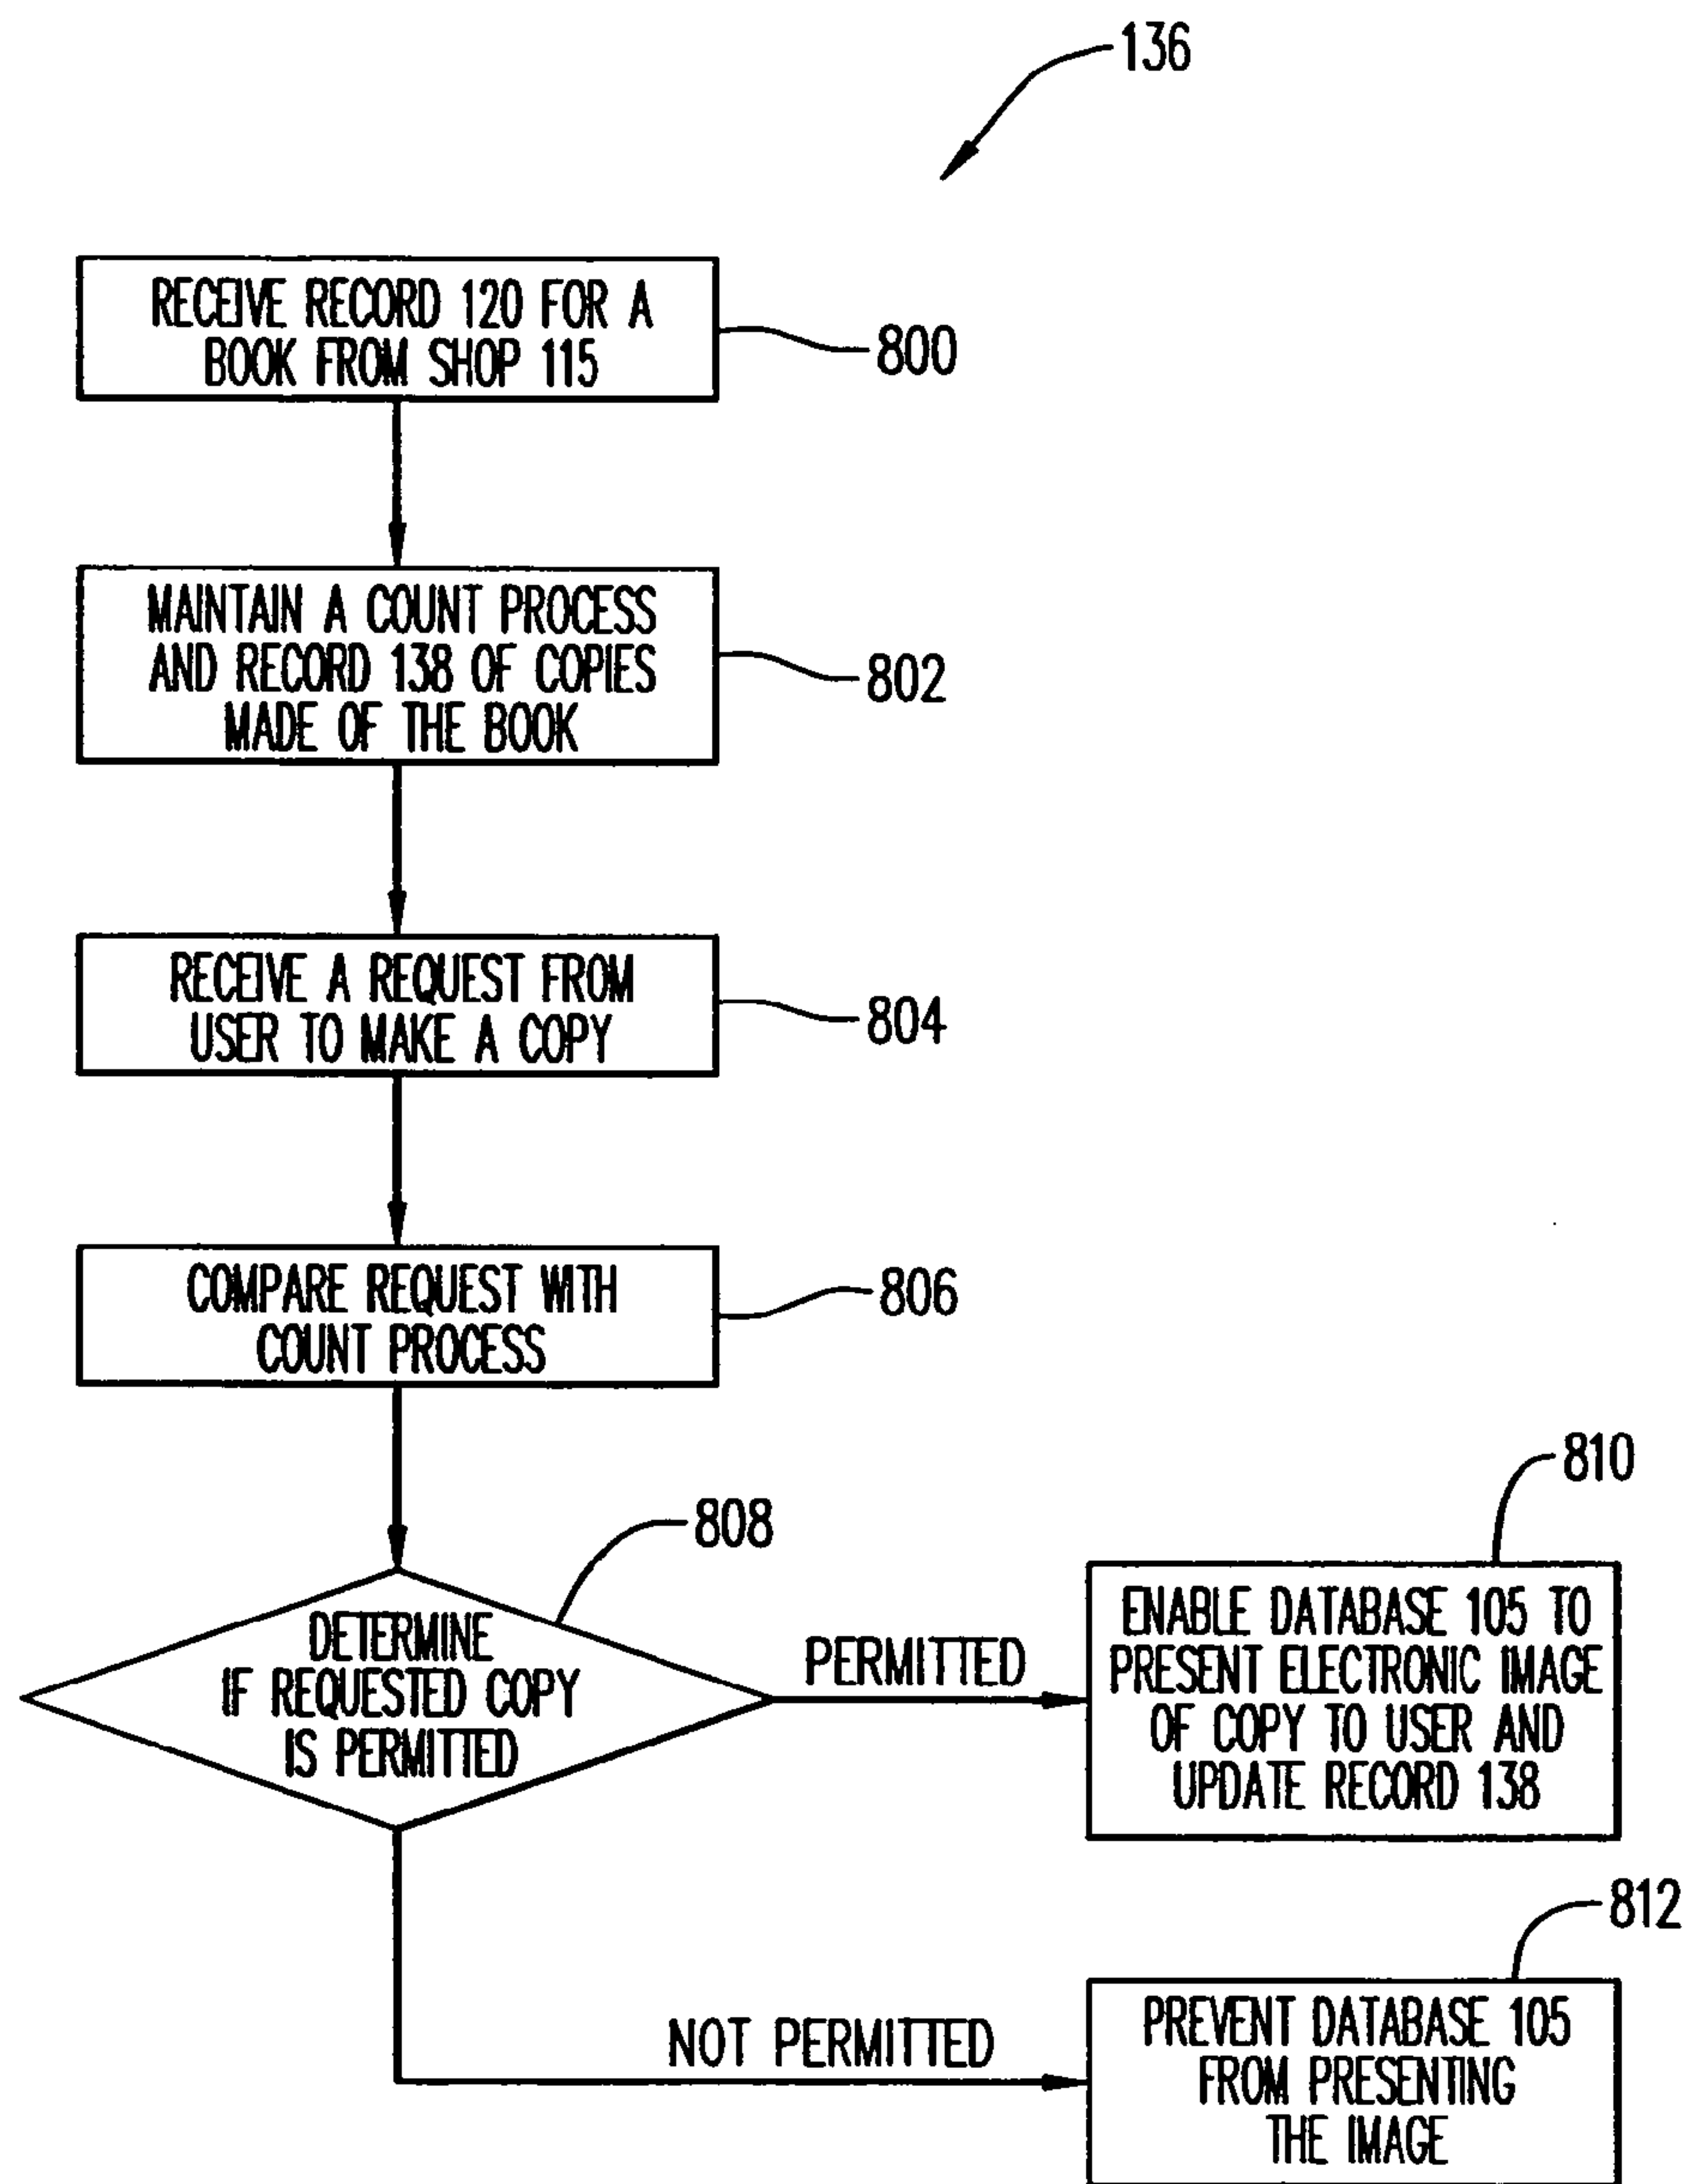 136
RECEIVE RECORD 120 FOR A
BOOK FROM SHOP 115
800
MAINTAIN A COUNT PROCESS
AND RECORD 138 OF COPIES
MADE OF THE BOOK
802
RECEIVE A REQUEST FROM
USER TO MAKE A COPY
804
COMPARE REQUEST WITH
COUNT PROCESS
806
808
DETERMINE
IF REQUESTED COPY
IS PERMITTED
PERMITTED
810
ENABLE DATABASE 105 TO
PRESENT ELECTRONIC IMAGE
OF COPY TO USER AND
UPDATE RECORD 138
NOT PERMITTED
812
PREVENT DATABASE 105
FROM PRESENTING
THE IMAGE